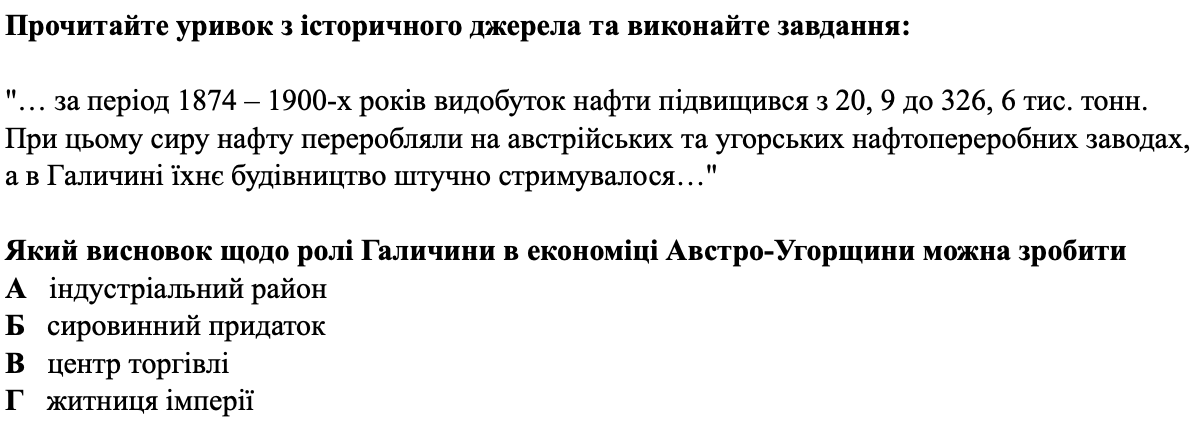 Прочитайте уривок з історичного джерела та виконайте завдання:
"… за період 1874 – 1900-х років видобуток нафти підвищився з 20, 9 до 326, 6 тис. тонн.
При цьому сиру нафту переробляли на австрійських та угорських нафтопереробних заводах,
а в Галичині їхнє будівництво штучно стримувалося…"
Який висновок щодо ролі Галичини в економіці Австро-Угорщини можна зробити
А індустріальний район
Б сировинний придаток
В центр торгівлі
Г житниця імперії